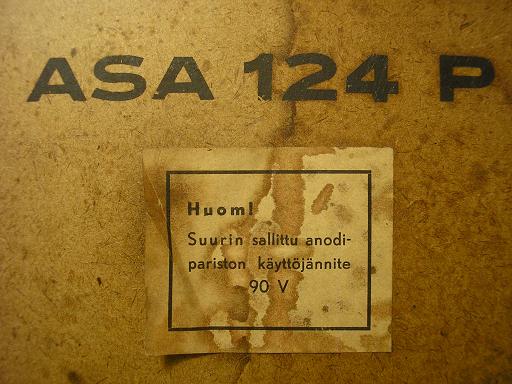 ASA 124 P
Huom!
Suurin sallittu anodi-
pariston käyttöjännite
90 V